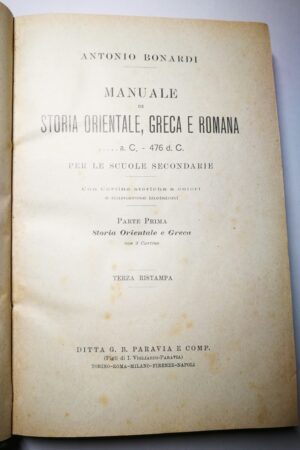 ANTONIO BONARDI
MANUALE
DI
STORIA ORIENTALE, GRECA E ROMANA
..... a. C. - 476 d. C.
PER LE SCUOLE SECONDARIE
Con Cartine storiche a colori
e numerose incisioni
PARTE PRIMA
Storia Orientale e Greca
con 3 Cartine
TERZA RISTAMPA
DITTA G. B. PARAVIA E COMP.
(Figli di I. VIGLIARDI-PARAVIA)
TORINO-ROMA-MILANO-FIRENZE-NAPOLI